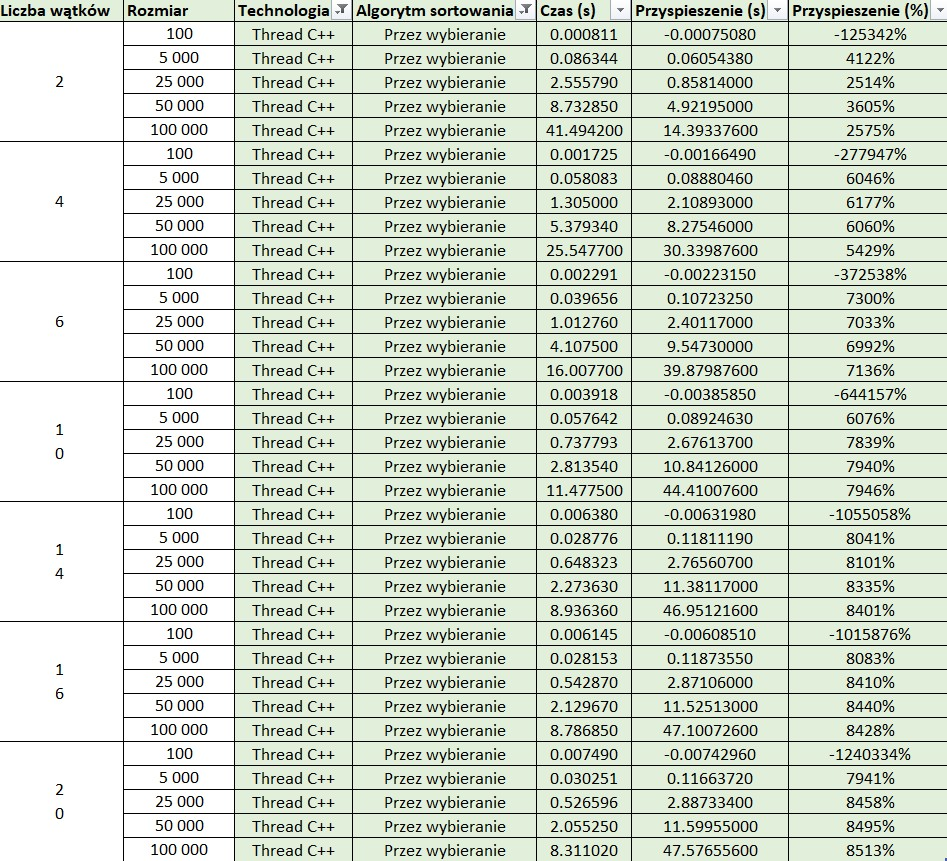 Liczba wątków Rozmiar Technologia Algorytm sortowania Czas (s) Przyspieszenie (s) Przyspieszenie (%)
100 Thread C++ Przez wybieranie 0.000811 -0.00075080 -125342%
5 000 Thread C++ Przez wybieranie 0.086344 0.06054380 4122%
2 25 000 Thread C++ Przez wybieranie 2.555790 0.85814000 2514%
50 000 Thread C++ Przez wybieranie 8.732850 4.92195000 3605%
100 000 Thread C++ Przez wybieranie 41.494200 14.39337600 2575%
100 Thread C++ Przez wybieranie 0.001725 -0.00166490 -277947%
5 000 Thread C++ Przez wybieranie 0.058083 0.08880460 6046%
4 25 000 Thread C++ Przez wybieranie 1.305000 2.10893000 6177%
50 000 Thread C++ Przez wybieranie 5.379340 8.27546000 6060%
100 000 Thread C++ Przez wybieranie 25.547700 30.33987600 5429%
100 Thread C++ Przez wybieranie 0.002291 -0.00223150 -372538%
5 000 Thread C++ Przez wybieranie 0.039656 0.10723250 7300%
6 25 000 Thread C++ Przez wybieranie 1.012760 2.40117000 7033%
50 000 Thread C++ Przez wybieranie 4.107500 9.54730000 6992%
100 000 Thread C++ Przez wybieranie 16.007700 39.87987600 7136%
100 Thread C++ Przez wybieranie 0.003918 -0.00385850 -644157%
1 5 000 Thread C++ Przez wybieranie 0.057642 0.08924630 6076%
0 25 000 Thread C++ Przez wybieranie 0.737793 2.67613700 7839%
50 000 Thread C++ Przez wybieranie 2.813540 10.84126000 7940%
100 000 Thread C++ Przez wybieranie 11.477500 44.41007600 7946%
100 Thread C++ Przez wybieranie 0.006380 -0.00631980 -1055058%
1 5 000 Thread C++ Przez wybieranie 0.028776 0.11811190 8041%
4 25 000 Thread C++ Przez wybieranie 0.648323 2.76560700 8101%
50 000 Thread C++ Przez wybieranie 2.273630 11.38117000 8335%
100 000 Thread C++ Przez wybieranie 8.936360 46.95121600 8401%
100 Thread C++ Przez wybieranie 0.006145 -0.00608510 -1015876%
1 5 000 Thread C++ Przez wybieranie 0.028153 0.11873550 8083%
6 25 000 Thread C++ Przez wybieranie 0.542870 2.87106000 8410%
50 000 Thread C++ Przez wybieranie 2.129670 11.52513000 8440%
100 000 Thread C++ Przez wybieranie 8.786850 47.10072600 8428%
100 Thread C++ Przez wybieranie 0.007490 -0.00742960 -1240334%
2 5 000 Thread C++ Przez wybieranie 0.030251 0.11663720 7941%
0 25 000 Thread C++ Przez wybieranie 0.526596 2.88733400 8458%
50 000 Thread C++ Przez wybieranie 2.055250 11.59955000 8495%
100 000 Thread C++ Przez wybieranie 8.311020 47.57655600 8513%